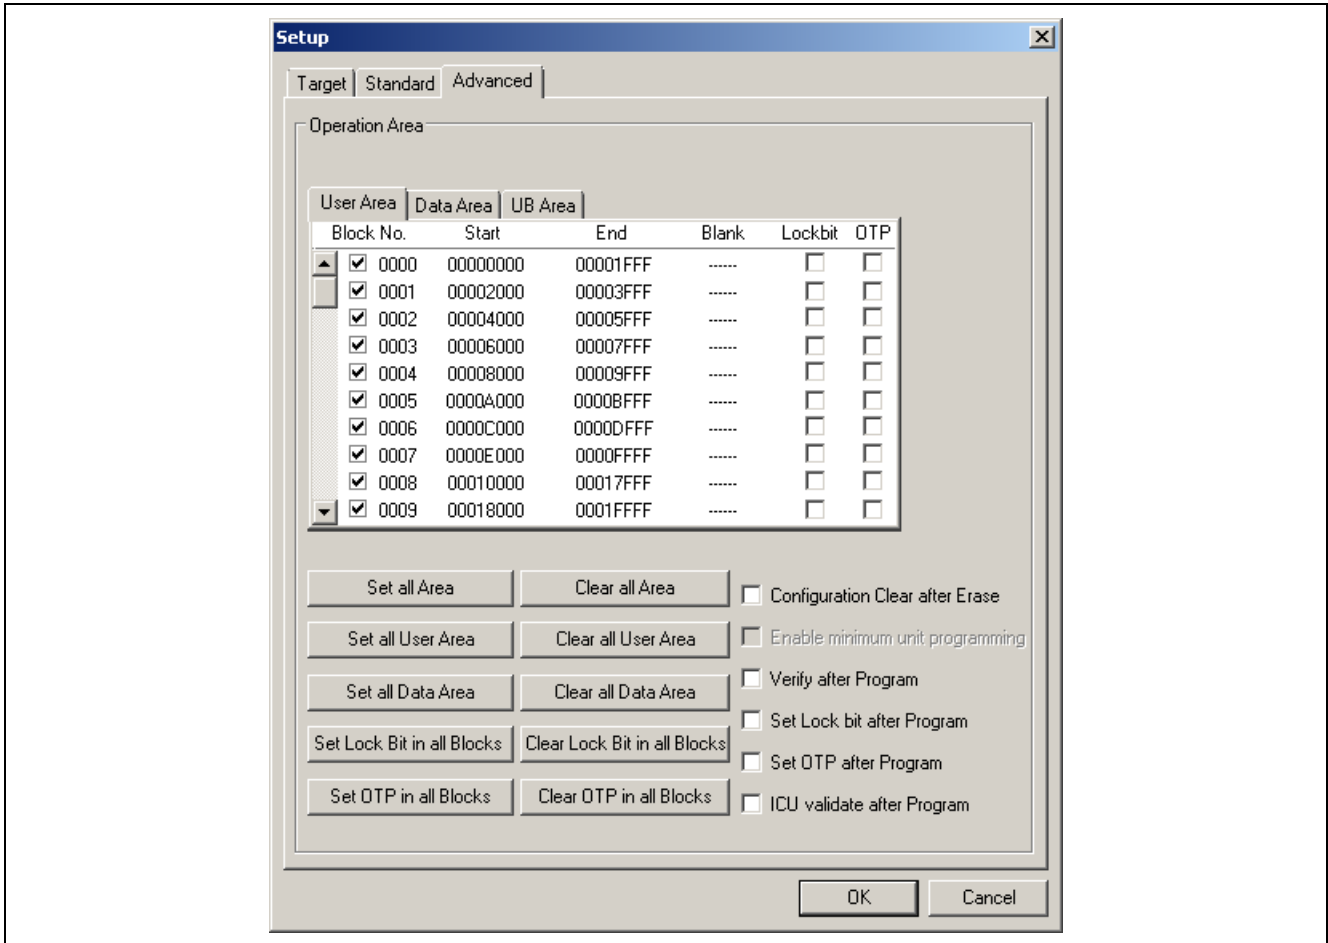 Setup
Target Standard Advanced
Operation Area
User Area Data Area UB Area
Block No. Start End Blank Lockbit OTP
0000 00000000 00001FFF ------
0001 00002000 00003FFF ------
0002 00004000 00005FFF ------
0003 00006000 00007FFF ------
0004 00008000 00009FFF ------
0005 0000A000 0000BFFF ------
0006 0000C000 0000DFFF ------
0007 0000E000 0000FFFF ------
0008 00010000 00017FFF ------
0009 00018000 0001FFFF ------
Set all Area Clear all Area Configuration Clear after Erase
Set all User Area Clear all User Area Enable minimum unit programming
Set all Data Area Clear all Data Area Verify after Program
Set Lock Bit in all Blocks Clear Lock Bit in all Blocks Set Lock bit after Program
Set OTP after Program
Set OTP in all Blocks Clear OTP in all Blocks ICU validate after Program
OK Cancel